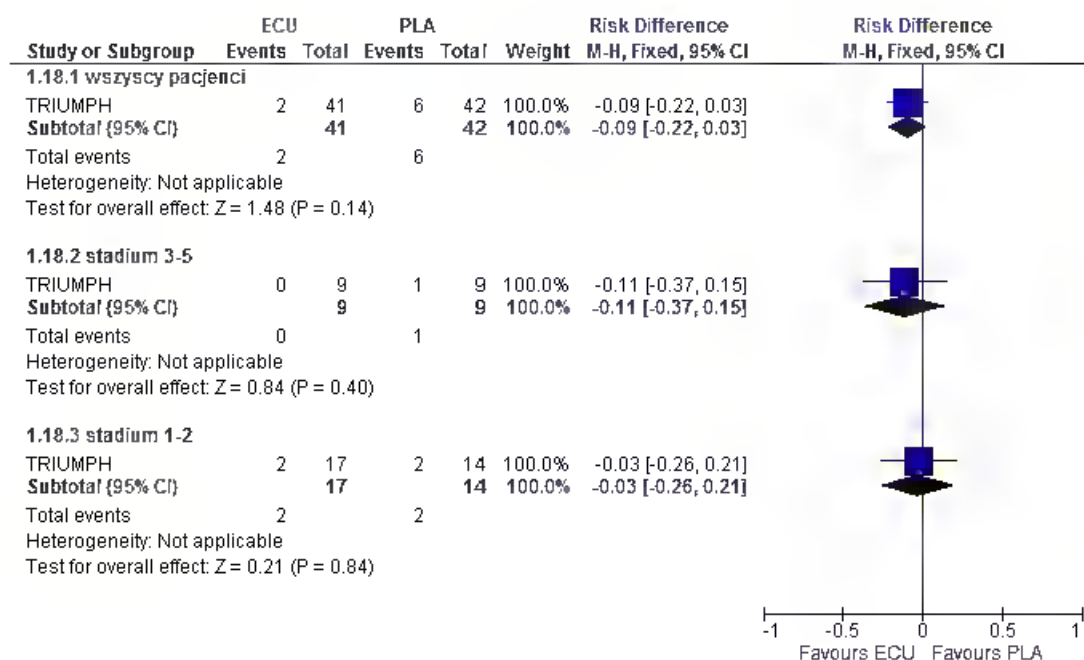 ECU PLA Risk Difference Risk Difference
Study or Subgroup Events Total Events Total Weight M-H, Fixed, 95% CI M-H, Fixed, 95% CI
1.18.1 wszyscy pacjenci
TRIUMPH 2 41 6 42 100.0% -0.09 [-0.22, 0.03]
Subtotal (95% CI) 41 42 100.0% -0.09 [-0.22, 0.03]
Total events 2 6
Heterogeneity: Not applicable
Test for overall effect: Z = 1.48 (P = 0.14)
1.18.2 stadium 3-5
TRIUMPH 0 9 1 9 100.0% -0.11 [-0.37, 0.15]
Subtotal (95% CI) 9 9 100.0% -0.11 [-0.37, 0.15]
Total events 0 1
Heterogeneity: Not applicable
Test for overall effect: Z = 0.84 (P = 0.40)
1.18.3 stadium 1-2
TRIUMPH 2 17 2 14 100.0% -0.03 [-0.26, 0.21]
Subtotal (95% CI) 17 14 100.0% -0.03 [-0.26, 0.21]
Total events 2 2
Heterogeneity: Not applicable
Test for overall effect: Z = 0.21 (P = 0.84)
-1 -0.5 0 0.5 1
Favours ECU Favours PLA